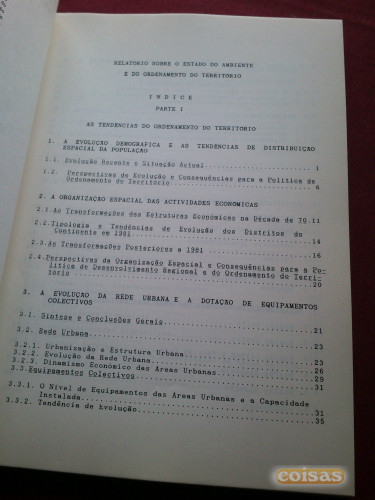 RELATORIO SOBRE O ESTADO DO AMBIENTE
E DO ORDENAMENTO DO TERRITORIO
I N D I C E
PARTE I
AS TENDENCIAS DO ORDENAMENTO DO TERRITORIO
1. A EVOLUÇÃO DEMOGRAFICA E AS TENDÊNCIAS DE DISTRIBUIÇÃO
ESPACIAL DA POPULAÇÃO
1.1. Evolução Recente e Situação Actual 1
1.2. Perspectivas de Evolução e Consequências para a Politica de
Ordenamento do Territorio 6
2. A ORGANIZAÇÃO ESPACIAL DAS ACTIVIDADES ECONOMICAS
2.1.As Transformações das Estruturas Económicas na Década de 70.11
2.2.Tipologia e Tendências de Evolução dos Distritos do
Continente em 1981 14
2.3.As Transformações Posteriores a 1981 16
2.4.Perspectivas da Organização Espacial e Consequências para a Po-
litica de Desenvolvimento Regional e do Ordenamento do Terri-
tório 20
3. A EVOLUÇÃO DA REDE URBANA E A DOTAÇÃO DE EQUIPAMENTOS
COLECTIVOS
3.1. Sintese e Conclusões Gerais 21
3.2. Rede Urbana 23
3.2.1. Urbanização e Estrutura Urbana 23
3.2.2. Evolução da Rede Urbana 26
3.2.3. Dinamismo Economico das Areas Urbanas 29
3.3.Equipamentos Colectivos 31
3.3.1. O Nivel de Equipamentos das Areas Urbanas e a Capacidade
Instalada 31
3.3.2. Tendência de Evolução 35
coisas